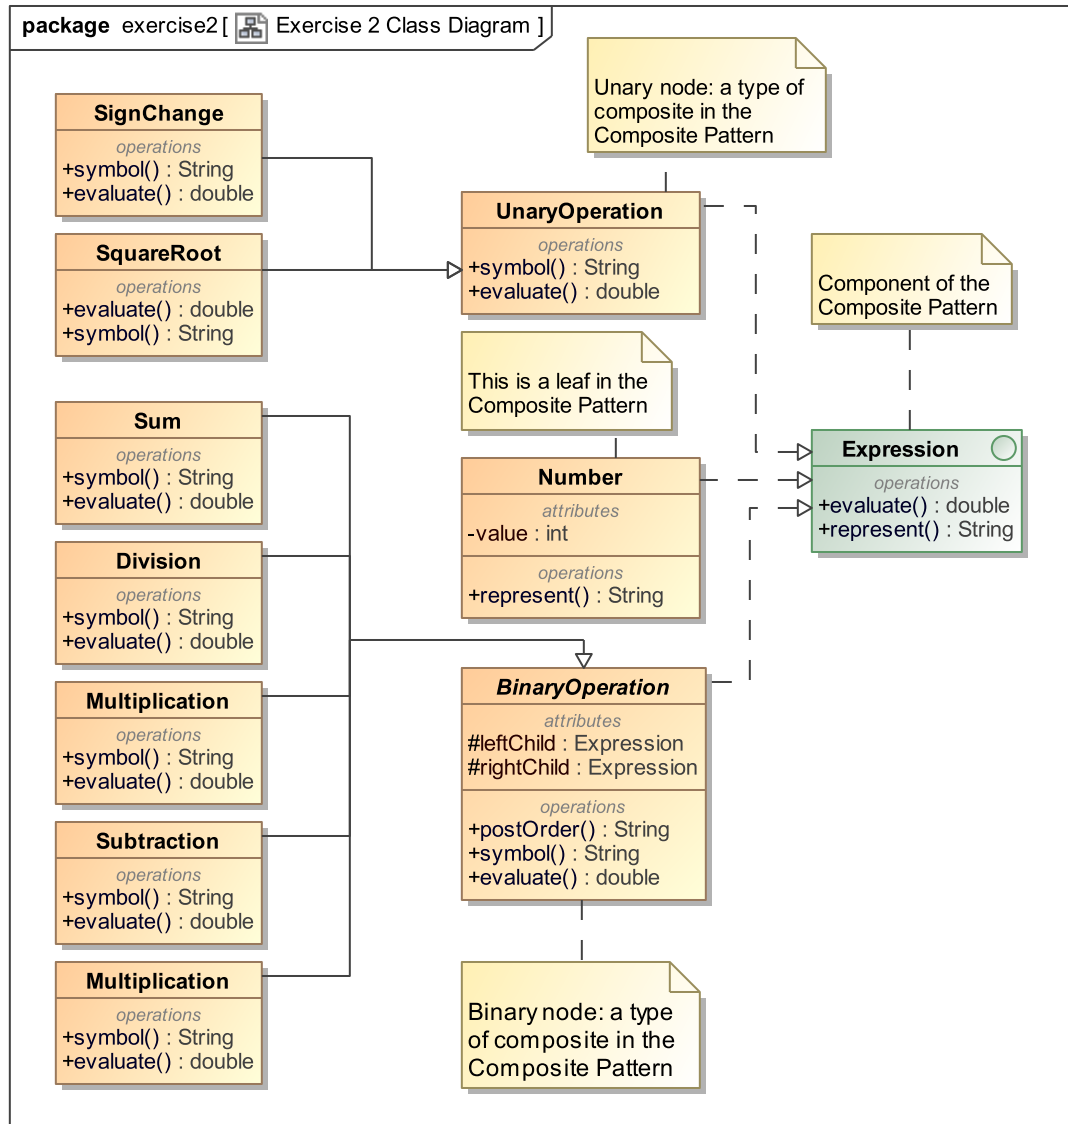 package exercise2 [ Exercise 2 Class Diagram ]
Unary node: a type of
composite in the
Composite Pattern
SignChange
operations
+symbol() : String
+evaluate() : double
UnaryOperation
operations
+symbol() : String
+evaluate() : double
SquareRoot
operations
+evaluate() : double
+symbol() : String
Component of the
Composite Pattern
This is a leaf in the
Composite Pattern
Sum
operations
+symbol() : String
+evaluate() : double
Expression
operations
+evaluate() : double
+represent() : String
Number
attributes
-value : int
operations
+represent() : String
Division
operations
+symbol() : String
+evaluate() : double
Multiplication
operations
+symbol() : String
+evaluate() : double
BinaryOperation
attributes
#leftChild : Expression
#rightChild : Expression
operations
+postOrder() : String
+symbol() : String
+evaluate() : double
Subtraction
operations
+symbol() : String
+evaluate() : double
Multiplication
operations
+symbol() : String
+evaluate() : double
Binary node: a type
of composite in the
Composite Pattern